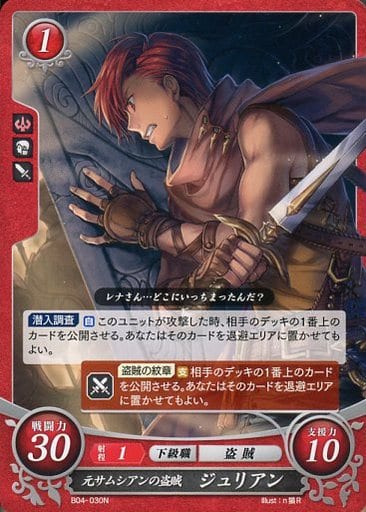 1
レナさん…どこにいっちまったんだ？
潜入調査 自 このユニットが攻撃した時、相手のデッキの1番上の
カードを公開させる。あなたはそのカードを退避エリアに置かせても
よい。
盗賊の紋章 支 相手のデッキの1番上のカード
を公開させる。あなたはそのカードを退避エリア
に置かせてもよい。
戦闘力
30
射程 1 下級職 盗賊
支援力
10
元サムシアンの盗賊 ジュリアン
B04-030N
Illust：n猫R